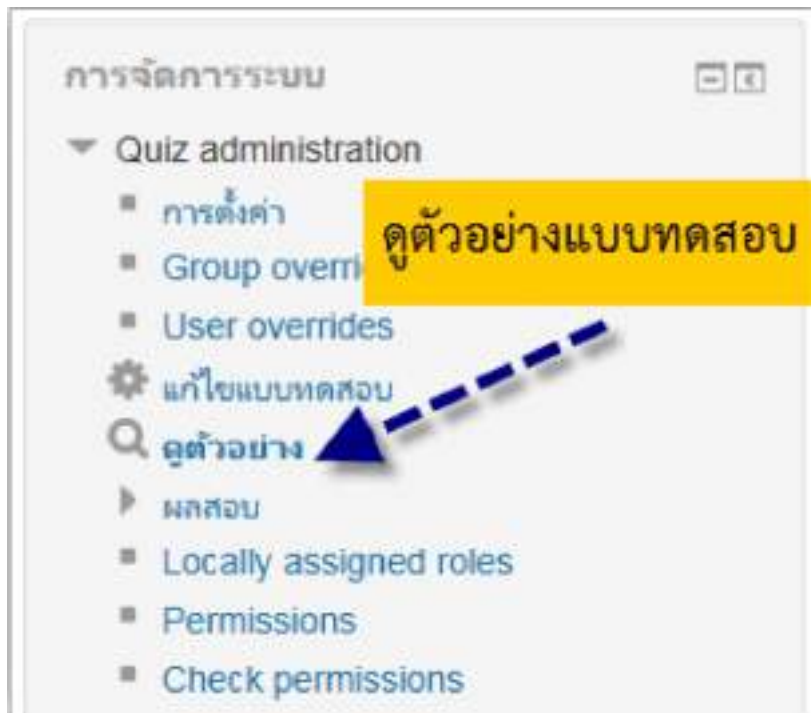 การจัดการระบบ
Quiz administration
การตั้งค่า
ดูตัวอย่างแบบทดสอบ
Group overri
User overrides
แก้ไขแบบทดสอบ
ดูตัวอย่าง
ผลสอบ
Locally assigned roles
Permissions
Check permissions